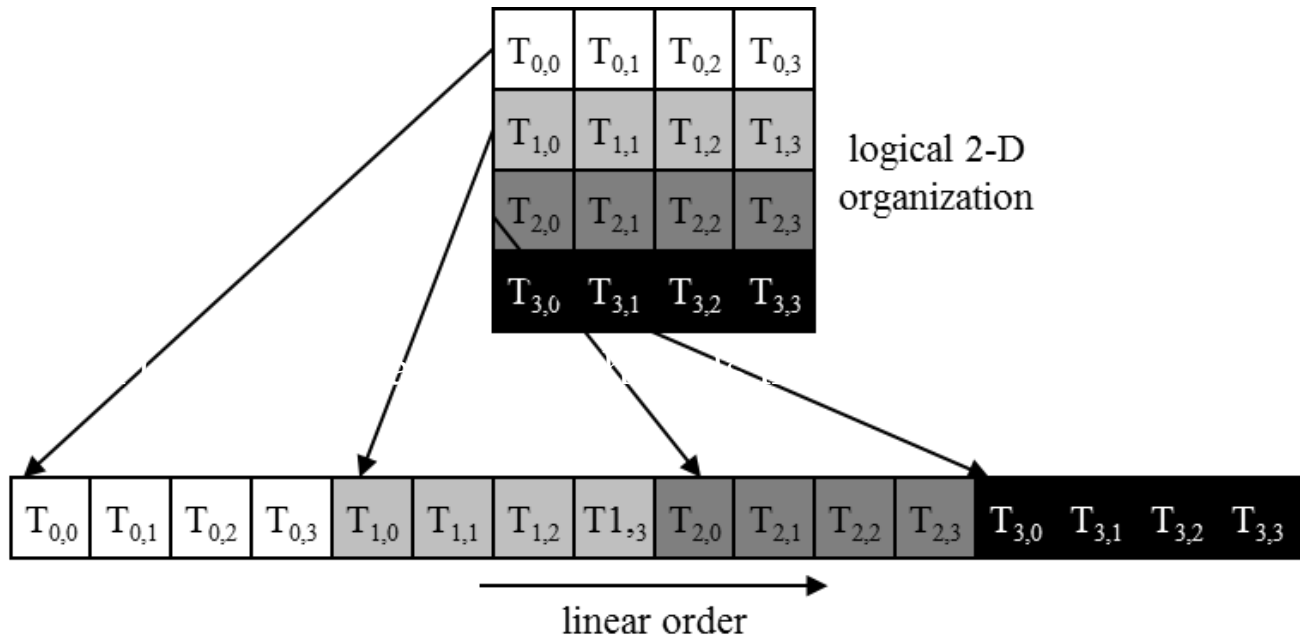 T0,0 T0,1 T0,2 T0,3
T1,0 T1,1 T1,2 T1,3
T2,0 T2,1 T2,2 T2,3
T3,0 T3,1 T3,2 T3,3
logical 2-D
organization
T0,0 T0,1 T0,2 T0,3 T1,0 T1,1 T1,2 T1,3 T2,0 T2,1 T2,2 T2,3 T3,0 T3,1 T3,2 T3,3
linear order